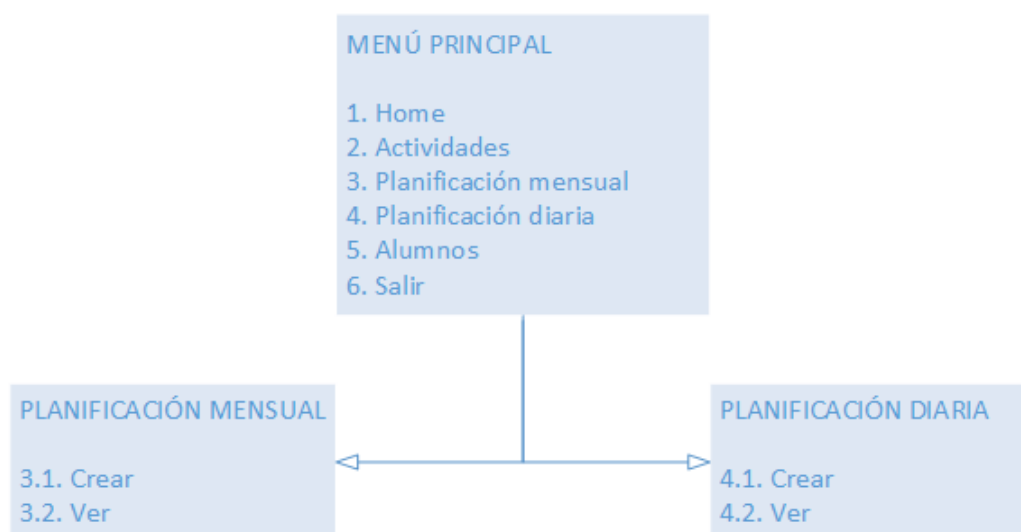 MENÚ PRINCIPAL
1. Home
2. Actividades
3. Planificación mensual
4. Planificación diaria
5. Alumnos
6. Salir
PLANIFICACIÓN MENSUAL
3.1. Crear
3.2. Ver
PLANIFICACIÓN DIARIA
4.1. Crear
4.2. Ver